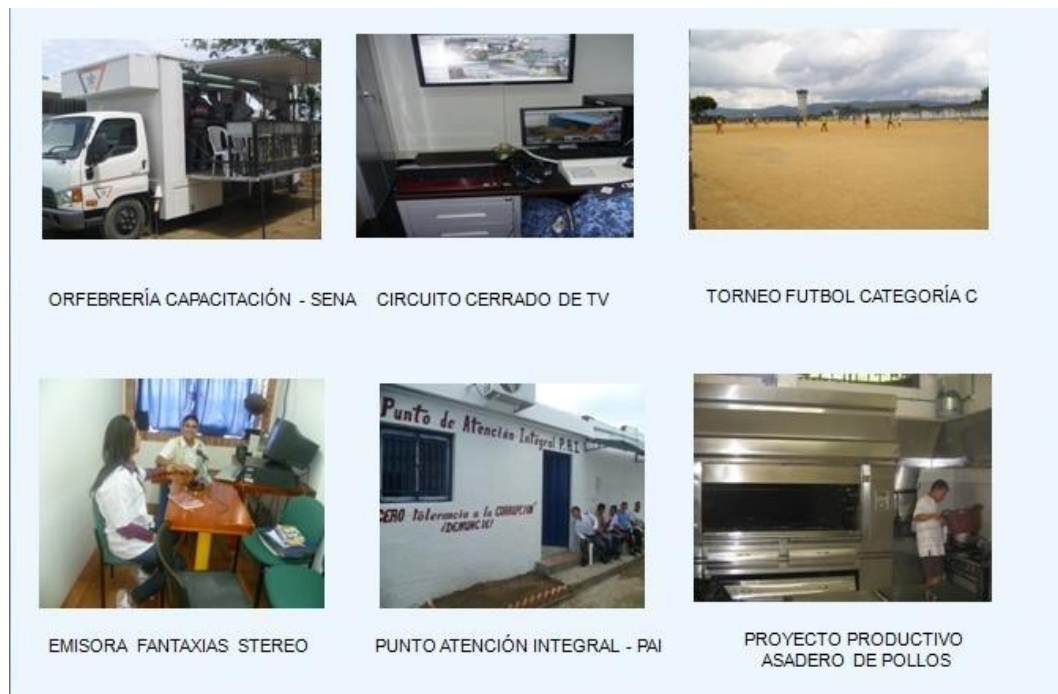 ORFEBRERÍA CAPACITACIÓN - SENA
CIRCUITO CERRADO DE TV
TORNEO FUTBOL CATEGORÍA C
Punto de Atención Integral P.A.I.
CERO tolerancia a la CORRUPCIÓN
¡DENUNCIE!
EMISORA FANTAXIAS STEREO
PUNTO ATENCIÓN INTEGRAL - PAI
PROYECTO PRODUCTIVO
ASADERO DE POLLOS